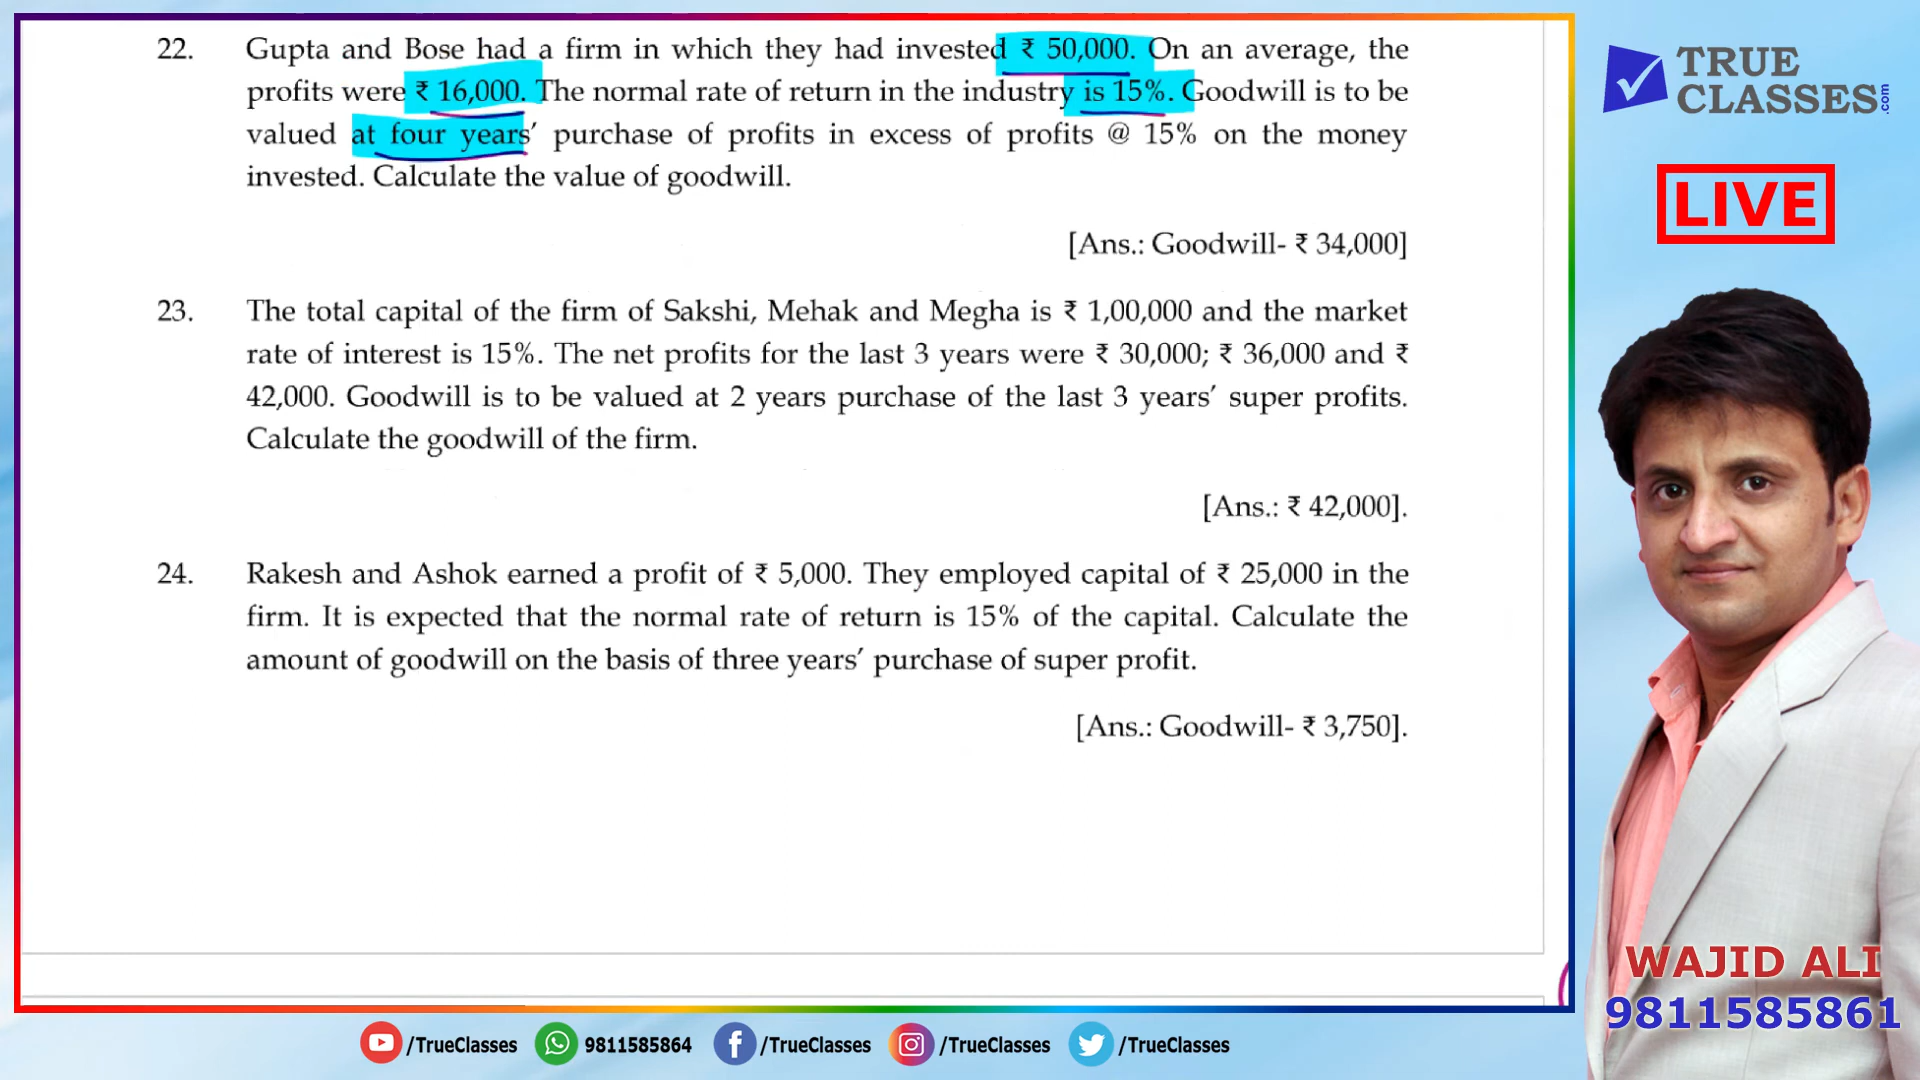 22. Gupta and Bose had a firm in which they had invested ₹ 50,000. On an average, the
profits were ₹ 16,000. The normal rate of return in the industry is 15%. Goodwill is to be
valued at four years’ purchase of profits in excess of profits @ 15% on the money
invested. Calculate the value of goodwill.
[Ans.: Goodwill- ₹ 34,000]
23. The total capital of the firm of Sakshi, Mehak and Megha is ₹ 1,00,000 and the market
rate of interest is 15%. The net profits for the last 3 years were ₹ 30,000; ₹ 36,000 and ₹
42,000. Goodwill is to be valued at 2 years purchase of the last 3 years’ super profits.
Calculate the goodwill of the firm.
[Ans.: ₹ 42,000].
24. Rakesh and Ashok earned a profit of ₹ 5,000. They employed capital of ₹ 25,000 in the
firm. It is expected that the normal rate of return is 15% of the capital. Calculate the
amount of goodwill on the basis of three years’ purchase of super profit.
[Ans.: Goodwill- ₹ 3,750].
TRUE
CLASSES.com
LIVE
WAJID ALI
9811585861
/TrueClasses 9811585864 /TrueClasses /TrueClasses /TrueClasses